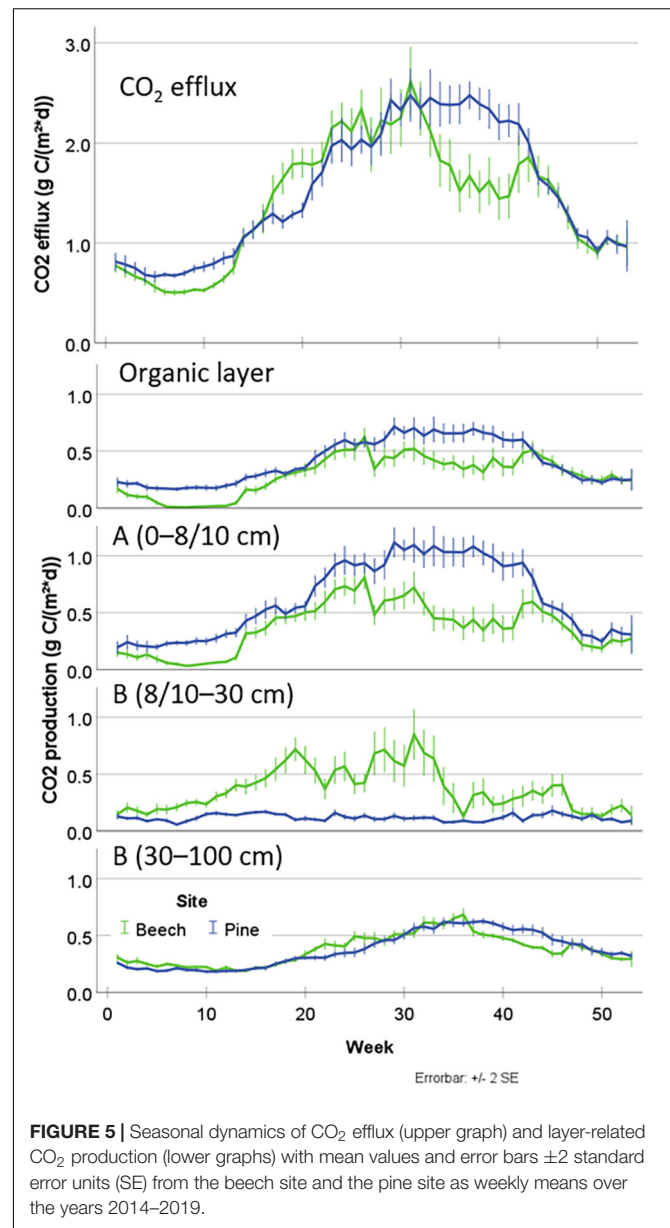 CO₂ efflux
CO2 efflux (g C/(m²*d)
3.0
2.0
1.0
0.0
Organic layer
1.0
0.5
0.0
A (0–8/10 cm)
1.0
0.5
0.0
CO2 production (g C/(m²*d))
B (8/10–30 cm)
1.0
0.5
0.0
B (30–100 cm)
1.0
0.5
0.0
Site
Beech Pine
0 10 20 30 40 50
Week
Errorbar: +/- 2 SE
FIGURE 5 | Seasonal dynamics of CO₂ efflux (upper graph) and layer-related
CO₂ production (lower graphs) with mean values and error bars ±2 standard
error units (SE) from the beech site and the pine site as weekly means over
the years 2014–2019.